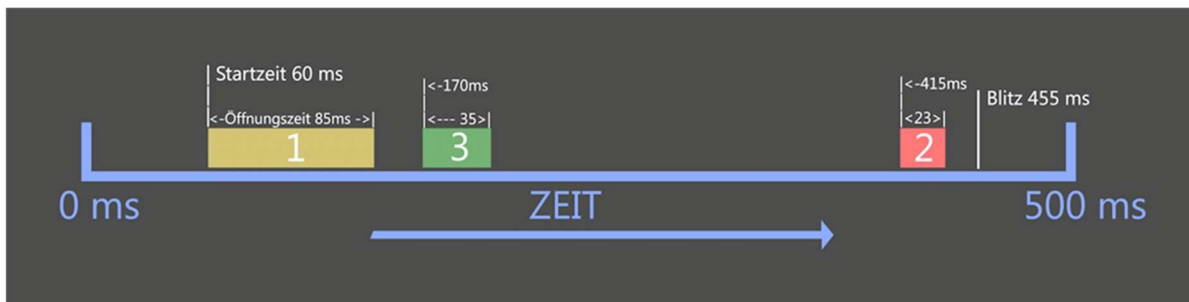 Startzeit 60 ms
<-Öffnungszeit 85ms ->
1
<-170ms
<--- 35>
3
<-415ms
<23>
2
Blitz 455 ms
0 ms
ZEIT
500 ms